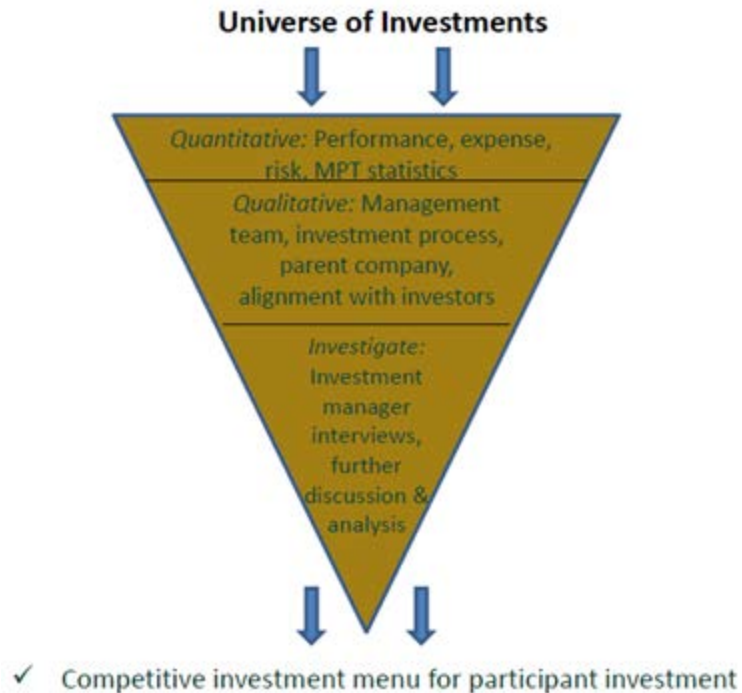 Universe of Investments
Quantitative: Performance, expense,
risk, MPT statistics
Qualitative: Management
team, investment process,
parent company,
alignment with investors
Investigate:
Investment
manager
interviews,
further
discussion &
analysis
✓ Competitive investment menu for participant investment